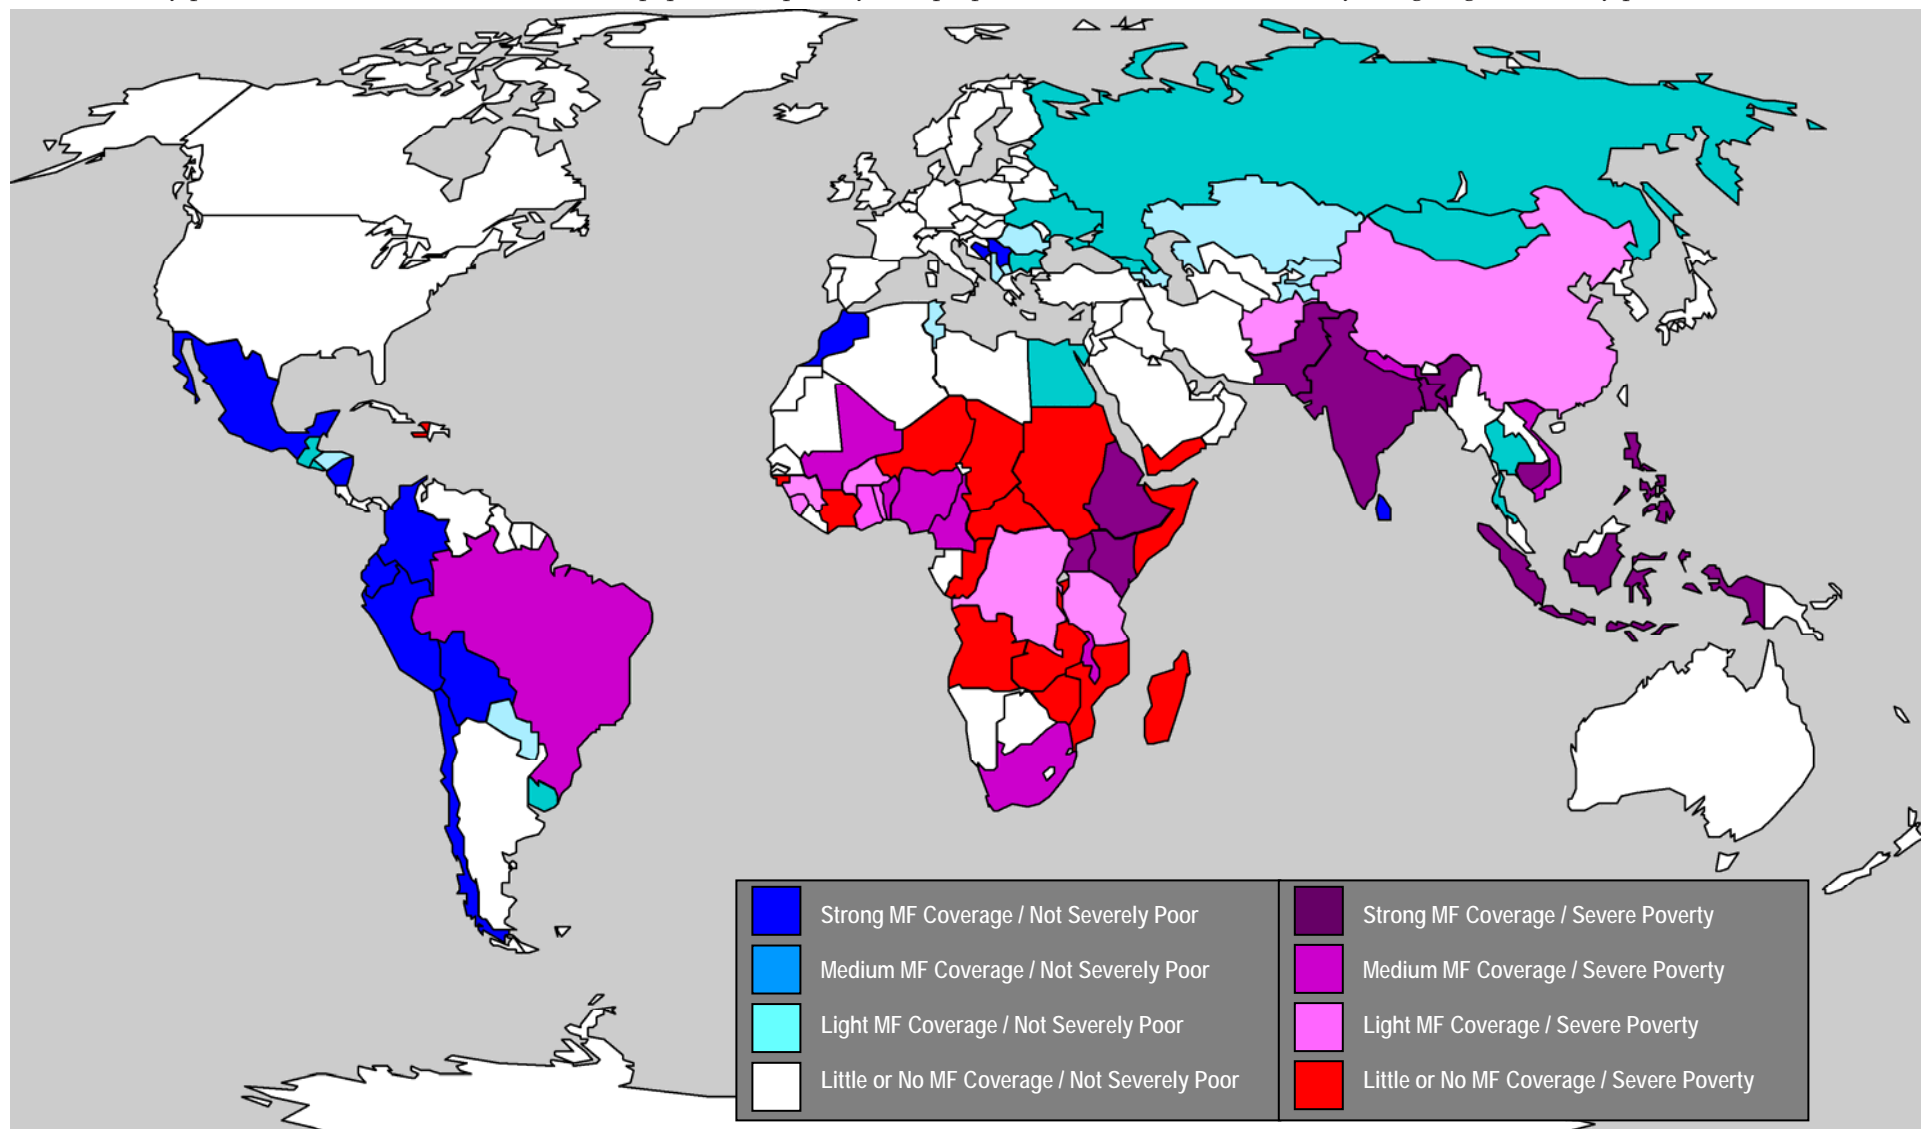 Strong MF Coverage / Not Severely Poor
Medium MF Coverage / Not Severely Poor
Light MF Coverage / Not Severely Poor
Little or No MF Coverage / Not Severely Poor
Strong MF Coverage / Severe Poverty
Medium MF Coverage / Severe Poverty
Light MF Coverage / Severe Poverty
Little or No MF Coverage / Severe Poverty